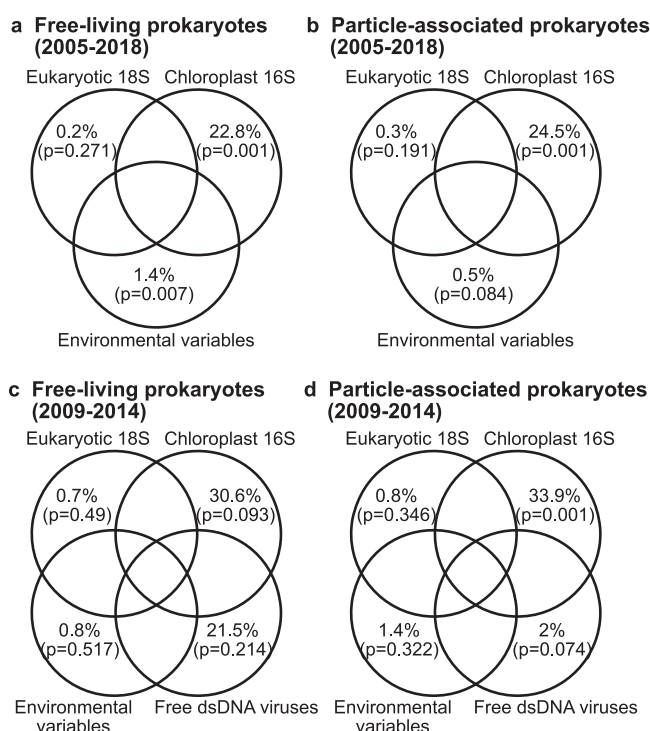 a Free-living prokaryotes
(2005-2018)
Eukaryotic 18S Chloroplast 16S
0.2%
(p=0.271)
22.8%
(p=0.001)
1.4%
(p=0.007)
Environmental variables
b Particle-associated prokaryotes
(2005-2018)
Eukaryotic 18S Chloroplast 16S
0.3%
(p=0.191)
24.5%
(p=0.001)
0.5%
(p=0.084)
Environmental variables
c Free-living prokaryotes
(2009-2014)
Eukaryotic 18S Chloroplast 16S
0.7%
(p=0.49)
30.6%
(p=0.093)
0.8%
(p=0.517)
21.5%
(p=0.214)
Environmental
variables
Free dsDNA viruses
d Particle-associated prokaryotes
(2009-2014)
Eukaryotic 18S Chloroplast 16S
0.8%
(p=0.346)
33.9%
(p=0.001)
1.4%
(p=0.322)
2%
(p=0.074)
Environmental
variables
Free dsDNA viruses